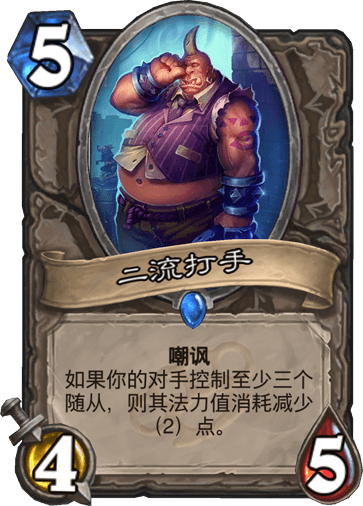 5
二流打手
嘲讽
如果你的对手控制至少三个
随从，则其法力值消耗减少
（2）点。
4
5